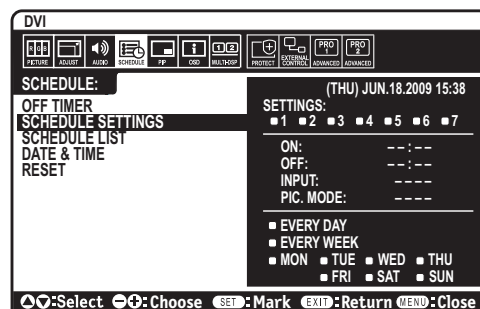 DVI
RGB
PICTURE ADJUST AUDIO SCHEDULE PIP OSD MULTI-DSP PROTECT EXTERNAL CONTROL PRO 1 ADVANCED PRO 2 ADVANCED
SCHEDULE:
OFF TIMER
SCHEDULE SETTINGS
SCHEDULE LIST
DATE & TIME
RESET
(THU) JUN.18.2009 15:38
SETTINGS:
1 2 3 4 5 6 7
ON: --:--
OFF: --:--
INPUT: ----
PIC. MODE: ----
EVERY DAY
EVERY WEEK
MON TUE WED THU
FRI SAT SUN
:Select :Choose SET:Mark EXIT:Return MENU:Close